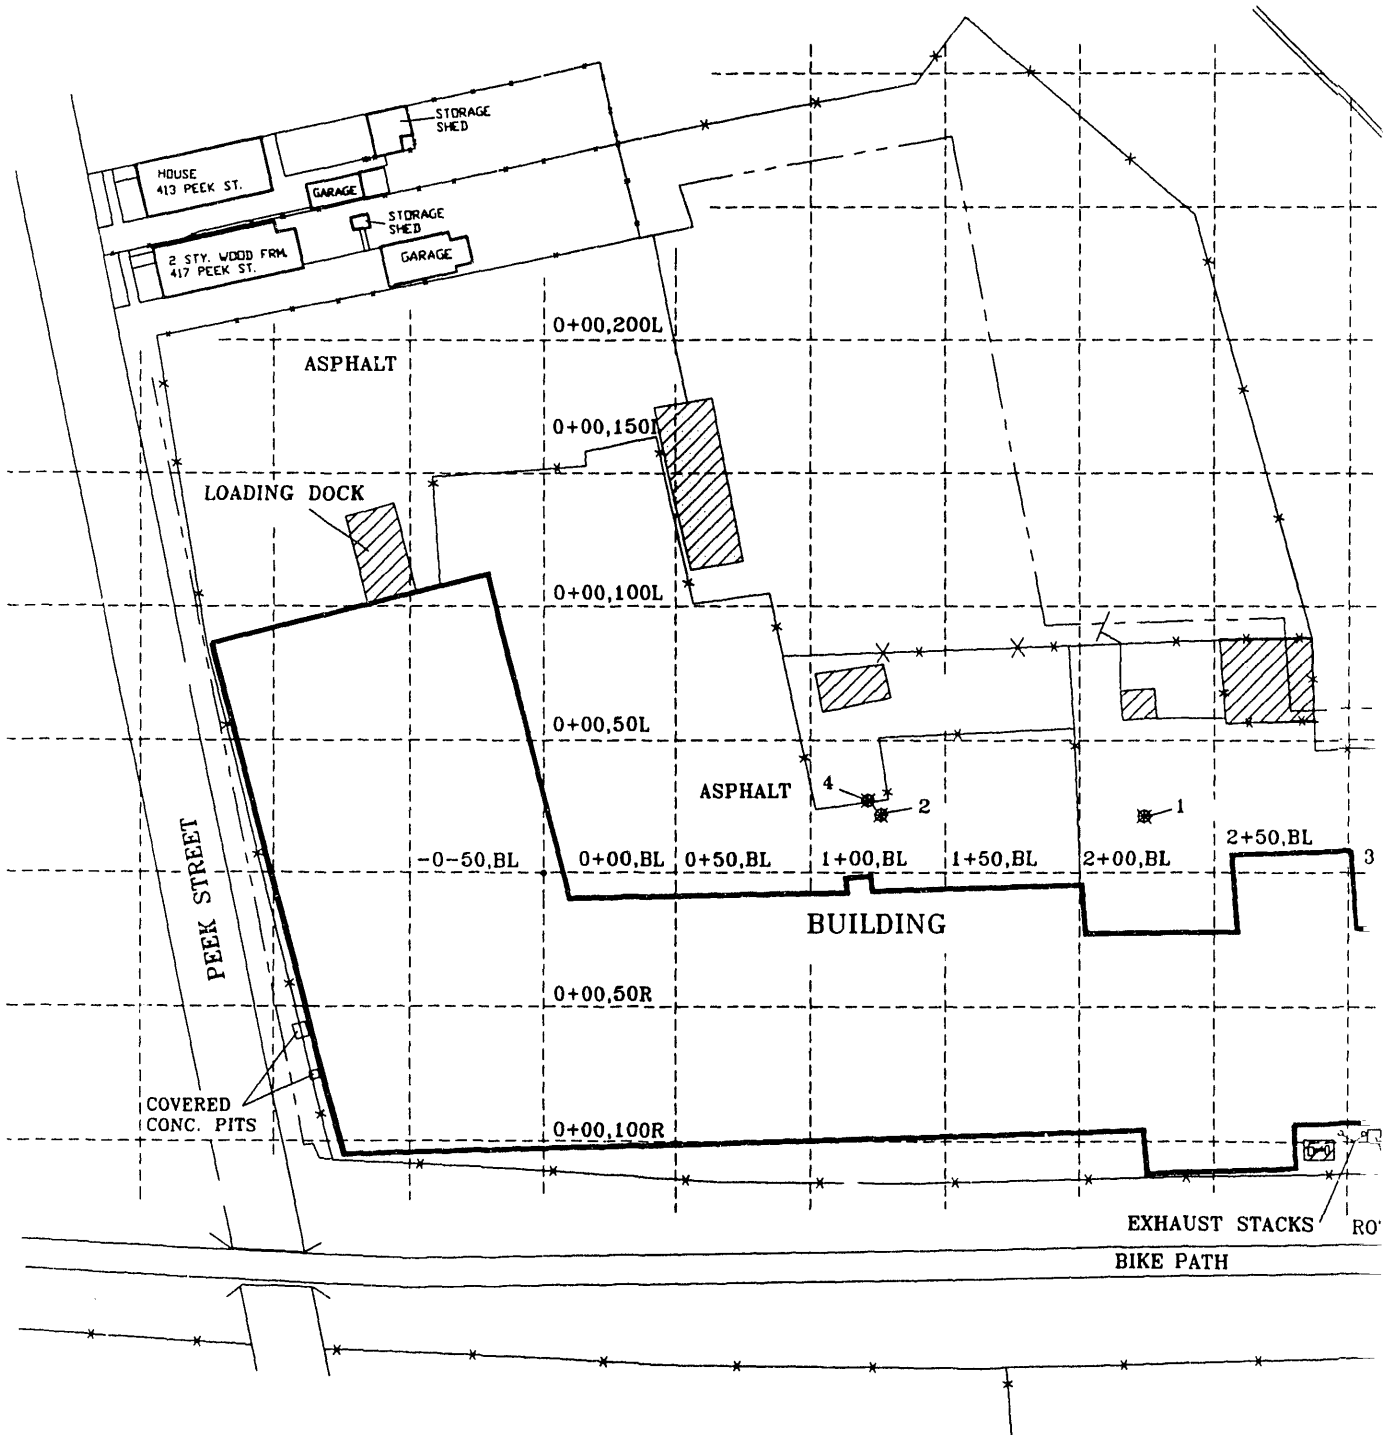 STORAGE
SHED
HOUSE
413 PEEK ST.
GARAGE
STORAGE
SHED
2 STY. WOOD FRM.
417 PEEK ST.
GARAGE
0+00,200L
ASPHALT
0+00,150L
LOADING DOCK
0+00,100L
0+00,50L
ASPHALT
4
2
1
PEEK STREET
-0-50,BL
0+00,BL
0+50,BL
1+00,BL
1+50,BL
2+00,BL
2+50,BL
3
BUILDING
0+00,50R
COVERED
CONC. PITS
0+00,100R
EXHAUST STACKS
RO
BIKE PATH